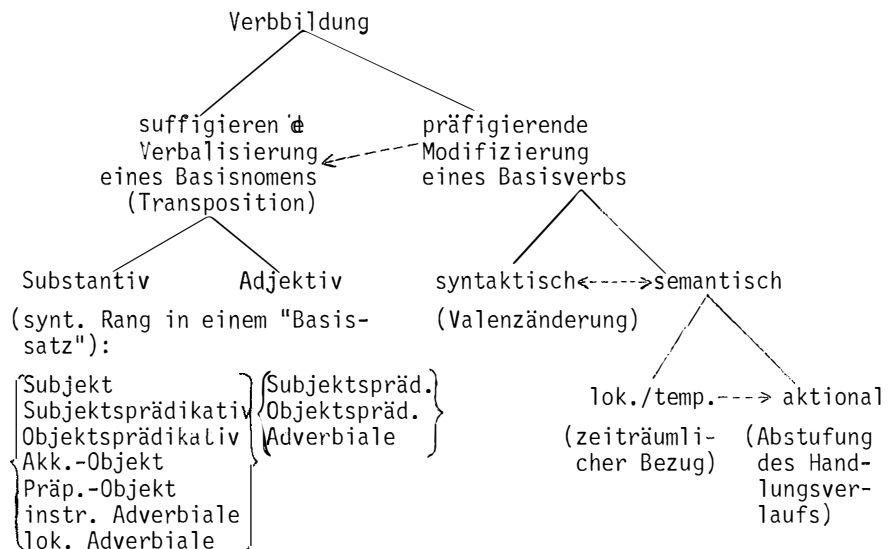 Verbbildung
suffigierende
Verbalisierung
eines Basisnomens
(Transposition)
präfigierende
Modifizierung
eines Basisverbs
Substantiv
Adjektiv
(synt. Rang in einem "Basis-
satz"):
Subjekt
Subjektsprädikativ
Objektsprädikativ
Akk.-Objekt
Präp.-Objekt
instr. Adverbiale
lok. Adverbiale
Subjektspräd.
Objektspräd.
Adverbiale
syntaktisch
(Valenzänderung)
semantisch
lok./temp.
(zeiträumli-
cher Bezug)
aktional
(Abstufung
des Hand-
lungsver-
laufs)